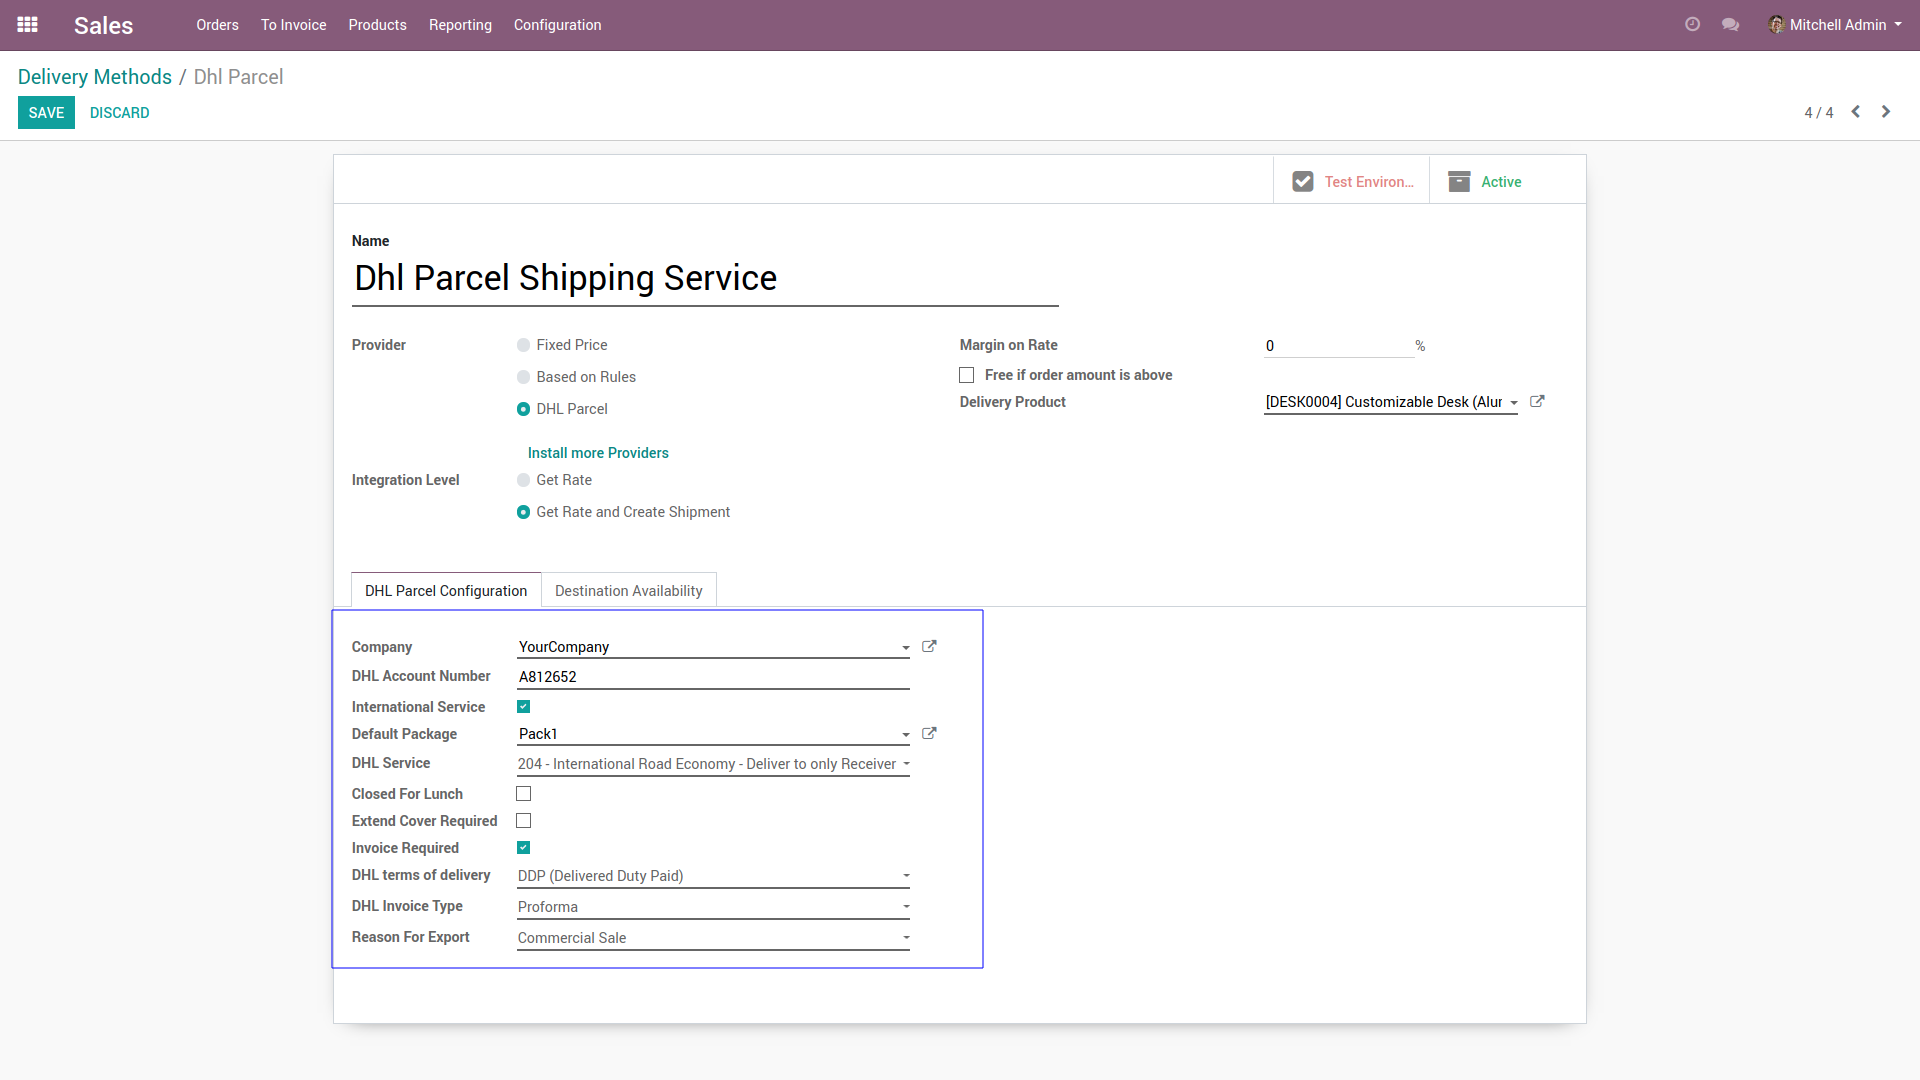 Sales Orders To Invoice Products Reporting Configuration Mitchell Admin
Delivery Methods / Dhl Parcel
SAVE DISCARD 4 / 4
Test Environ... Active
Name
Dhl Parcel Shipping Service
Provider Fixed Price Margin on Rate 0 %
Based on Rules Free if order amount is above
DHL Parcel Delivery Product [DESK0004] Customizable Desk (Alur
Install more Providers
Integration Level Get Rate
Get Rate and Create Shipment
DHL Parcel Configuration Destination Availability
Company YourCompany
DHL Account Number A812652
International Service
Default Package Pack1
DHL Service 204 - International Road Economy - Deliver to only Receiver
Closed For Lunch
Extend Cover Required
Invoice Required
DHL terms of delivery DDP (Delivered Duty Paid)
DHL Invoice Type Proforma
Reason For Export Commercial Sale